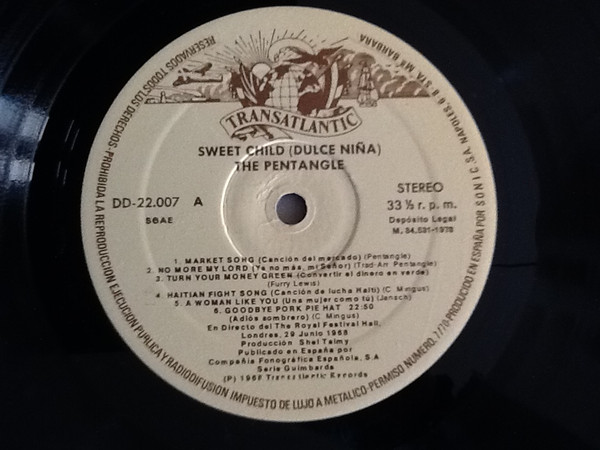 RESERVADOS TODOS LOS DERECHOS-PROHIBIDA LA REPRODUCCION, EJECUCION PUBLICA Y RADIODIFUSION IMPUESTO DE LUJO A METALICO-PERMISO NUMERO, 7/70 PRODUCIDO EN ESPAÑA POR SONIC S.A. NAPOLES, 6 STA. Mª BARBARA
TRANSATLANTIC
SWEET CHILD (DULCE NIÑA)
THE PENTANGLE
DD-22.007 A
SGAE
STEREO
33 ⅓ r. p. m.
Depósito Legal
M. 34.591-1978
1. MARKET SONG (Canción del mercado) (Pentangle)
2. NO MORE MY LORD (Ya no más, mi Señor) (Trad-Arr. Pentangle)
3. TURN YOUR MONEY GREEN (Convertir el dinero en verde)
(Furry Lewis)
4. HAITIAN FIGHT SONG (Canción de lucha Haiti) (C. Mingus)
5. A WOMAN LIKE YOU (Una mujer como tú) (Jansch)
6. GOODBYE PORK PIE HAT 22:50
(Adiós sombrero) (C Mingus)
En Directo del The Royal Festival Hall,
Londres, 29 Junio 1968
Producción Shel Talmy
Publicado en España por
Compañía Fonográfica Española, S.A
Serie Guimbarda
(P) 1968 Transatlantic Records